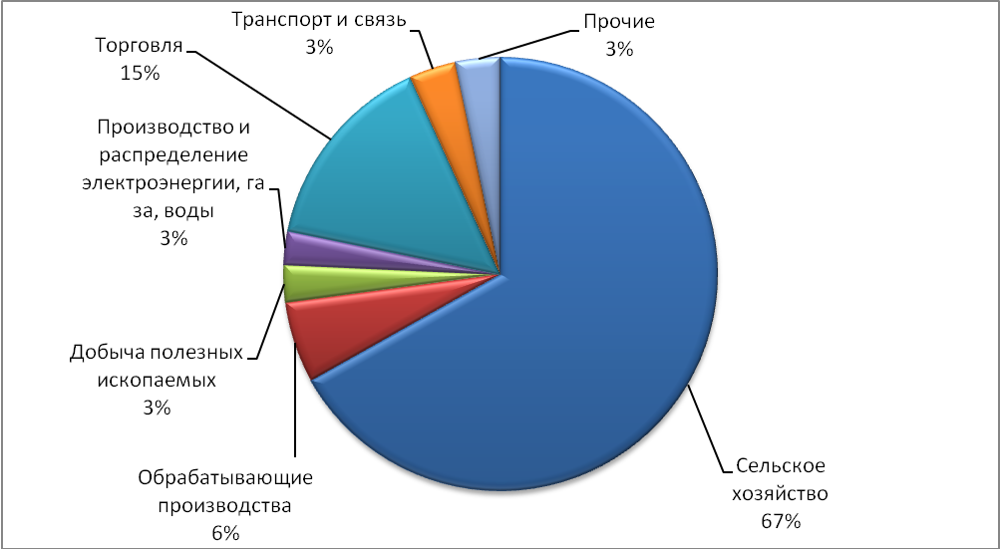 Транспорт и связь
3%
Прочие
3%
Торговля
15%
Производство и
распределение
электроэнергии, га
за, воды
3%
Добыча полезных
ископаемых
3%
Обрабатывающие
производства
6%
Сельское
хозяйство
67%